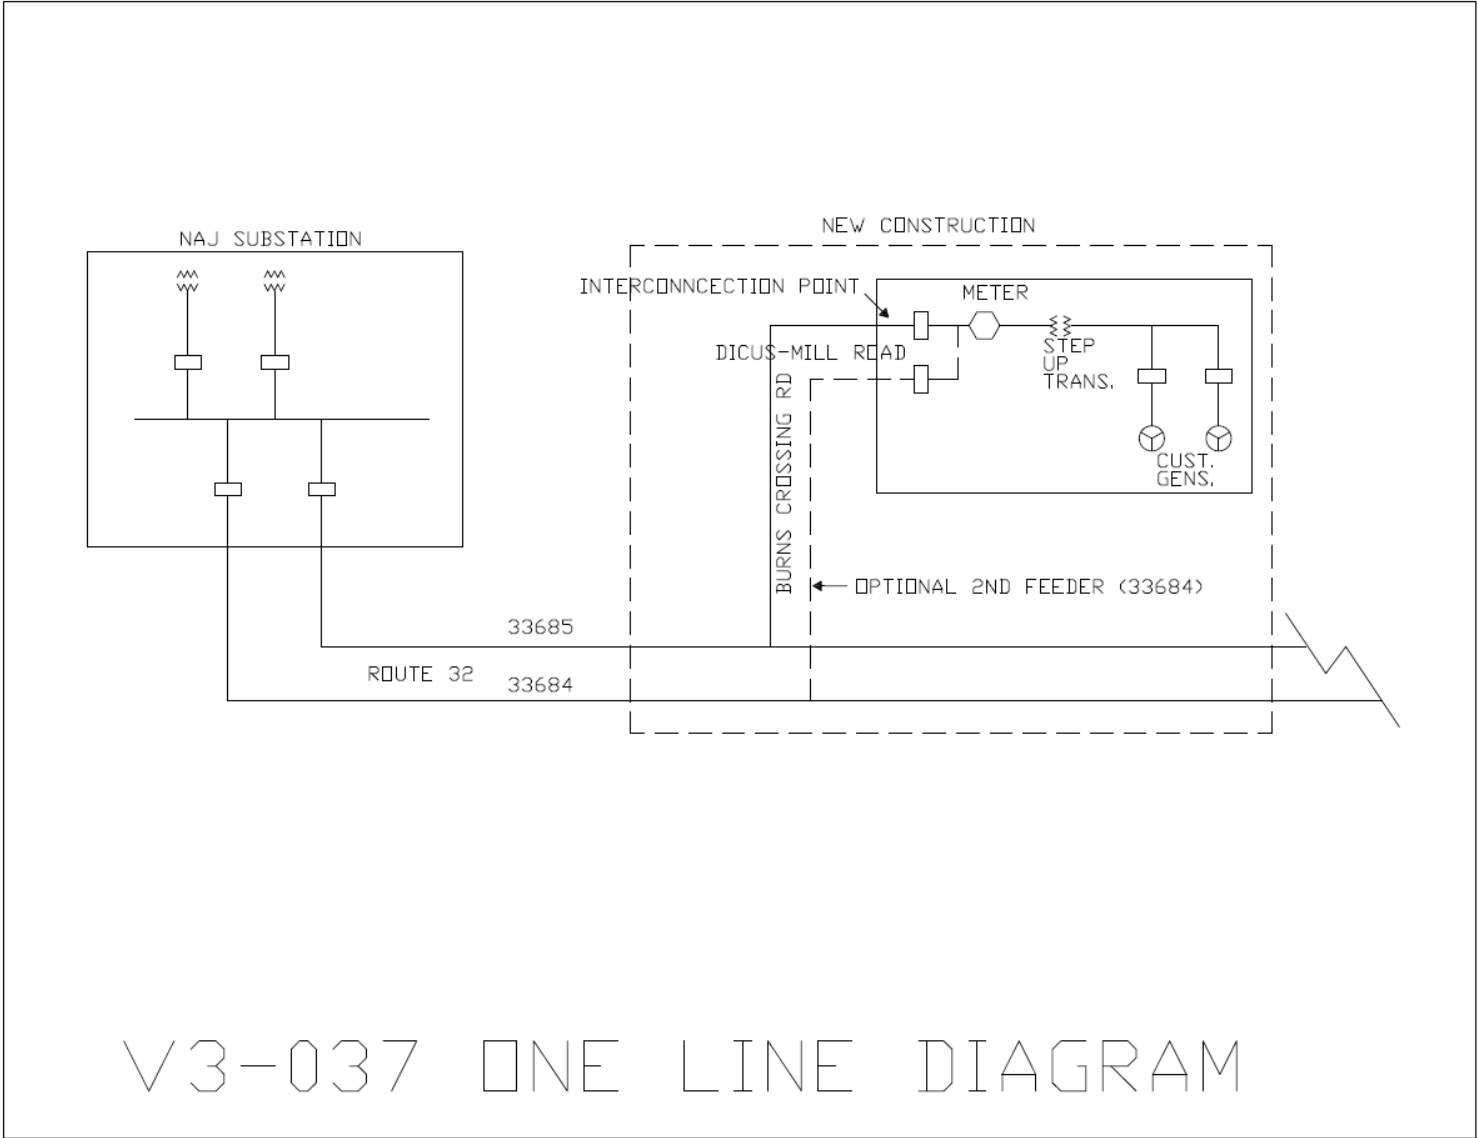 NEW CONSTRUCTION
NAJ SUBSTATION
INTERCONNCECTION POINT
METER
DICUS-MILL ROAD
STEP
UP
TRANS.
BURNS CROSSING RD
CUST.
GENS.
OPTIONAL 2ND FEEDER (33684)
33685
ROUTE 32
33684
V3-037 ONE LINE DIAGRAM